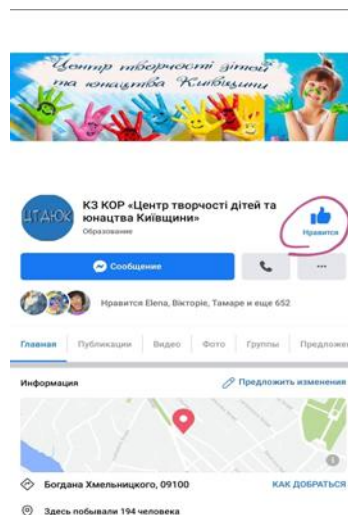 Центр творчості дітей
та юнацтва Київщини
ЦТДЮК
КЗ КОР «Центр творчості дітей та
юнацтва Київщини»
Образование
Нравится
Сообщение
Нравится Elena, Вікторіе, Тамаре и еще 652
Главная Публикации Видео Фото Группы Предложен
Информация
Предложить изменения
Богдана Хмельницкого, 09100
КАК ДОБРАТЬСЯ
Здесь побывали 194 человека